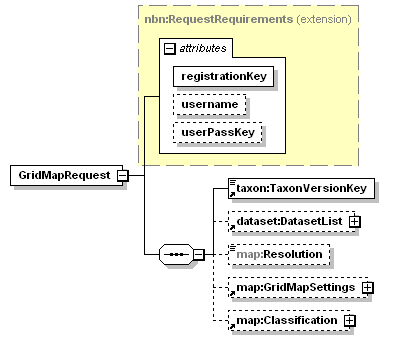 nbn:RequestRequirements (extension)
attributes
registrationKey
username
userPassKey
GridMapRequest
taxon:TaxonVersionKey
dataset:DatasetList
map:Resolution
map:GridMapSettings
map:Classification